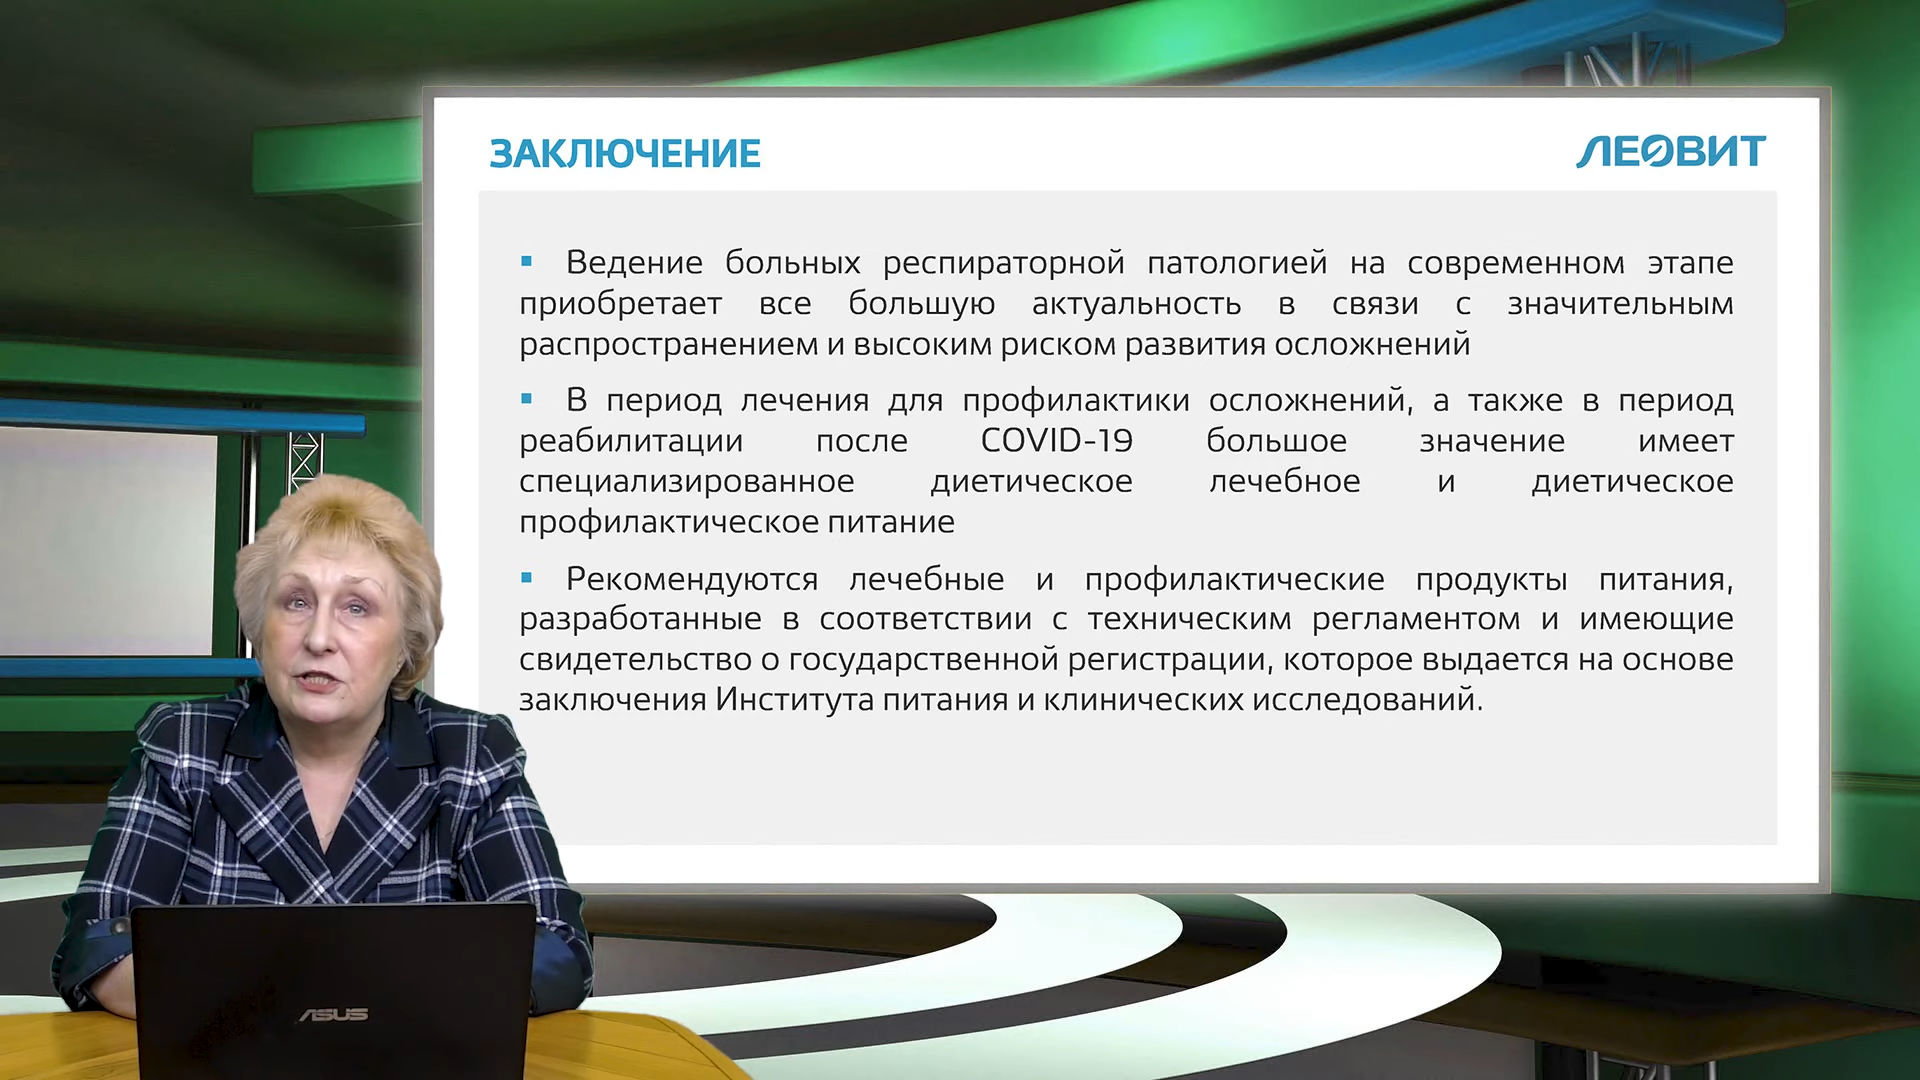 ЗАКЛЮЧЕНИЕ
ЛЕОВИТ
▪ Ведение больных респираторной патологией на современном этапе
приобретает все большую актуальность в связи с значительным
распространением и высоким риском развития осложнений
▪ В период лечения для профилактики осложнений, а также в период
реабилитации после COVID-19 большое значение имеет
специализированное диетическое лечебное и диетическое
профилактическое питание
▪ Рекомендуются лечебные и профилактические продукты питания,
разработанные в соответствии с техническим регламентом и имеющие
свидетельство о государственной регистрации, которое выдается на основе
заключения Института питания и клинических исследований.
ASUS